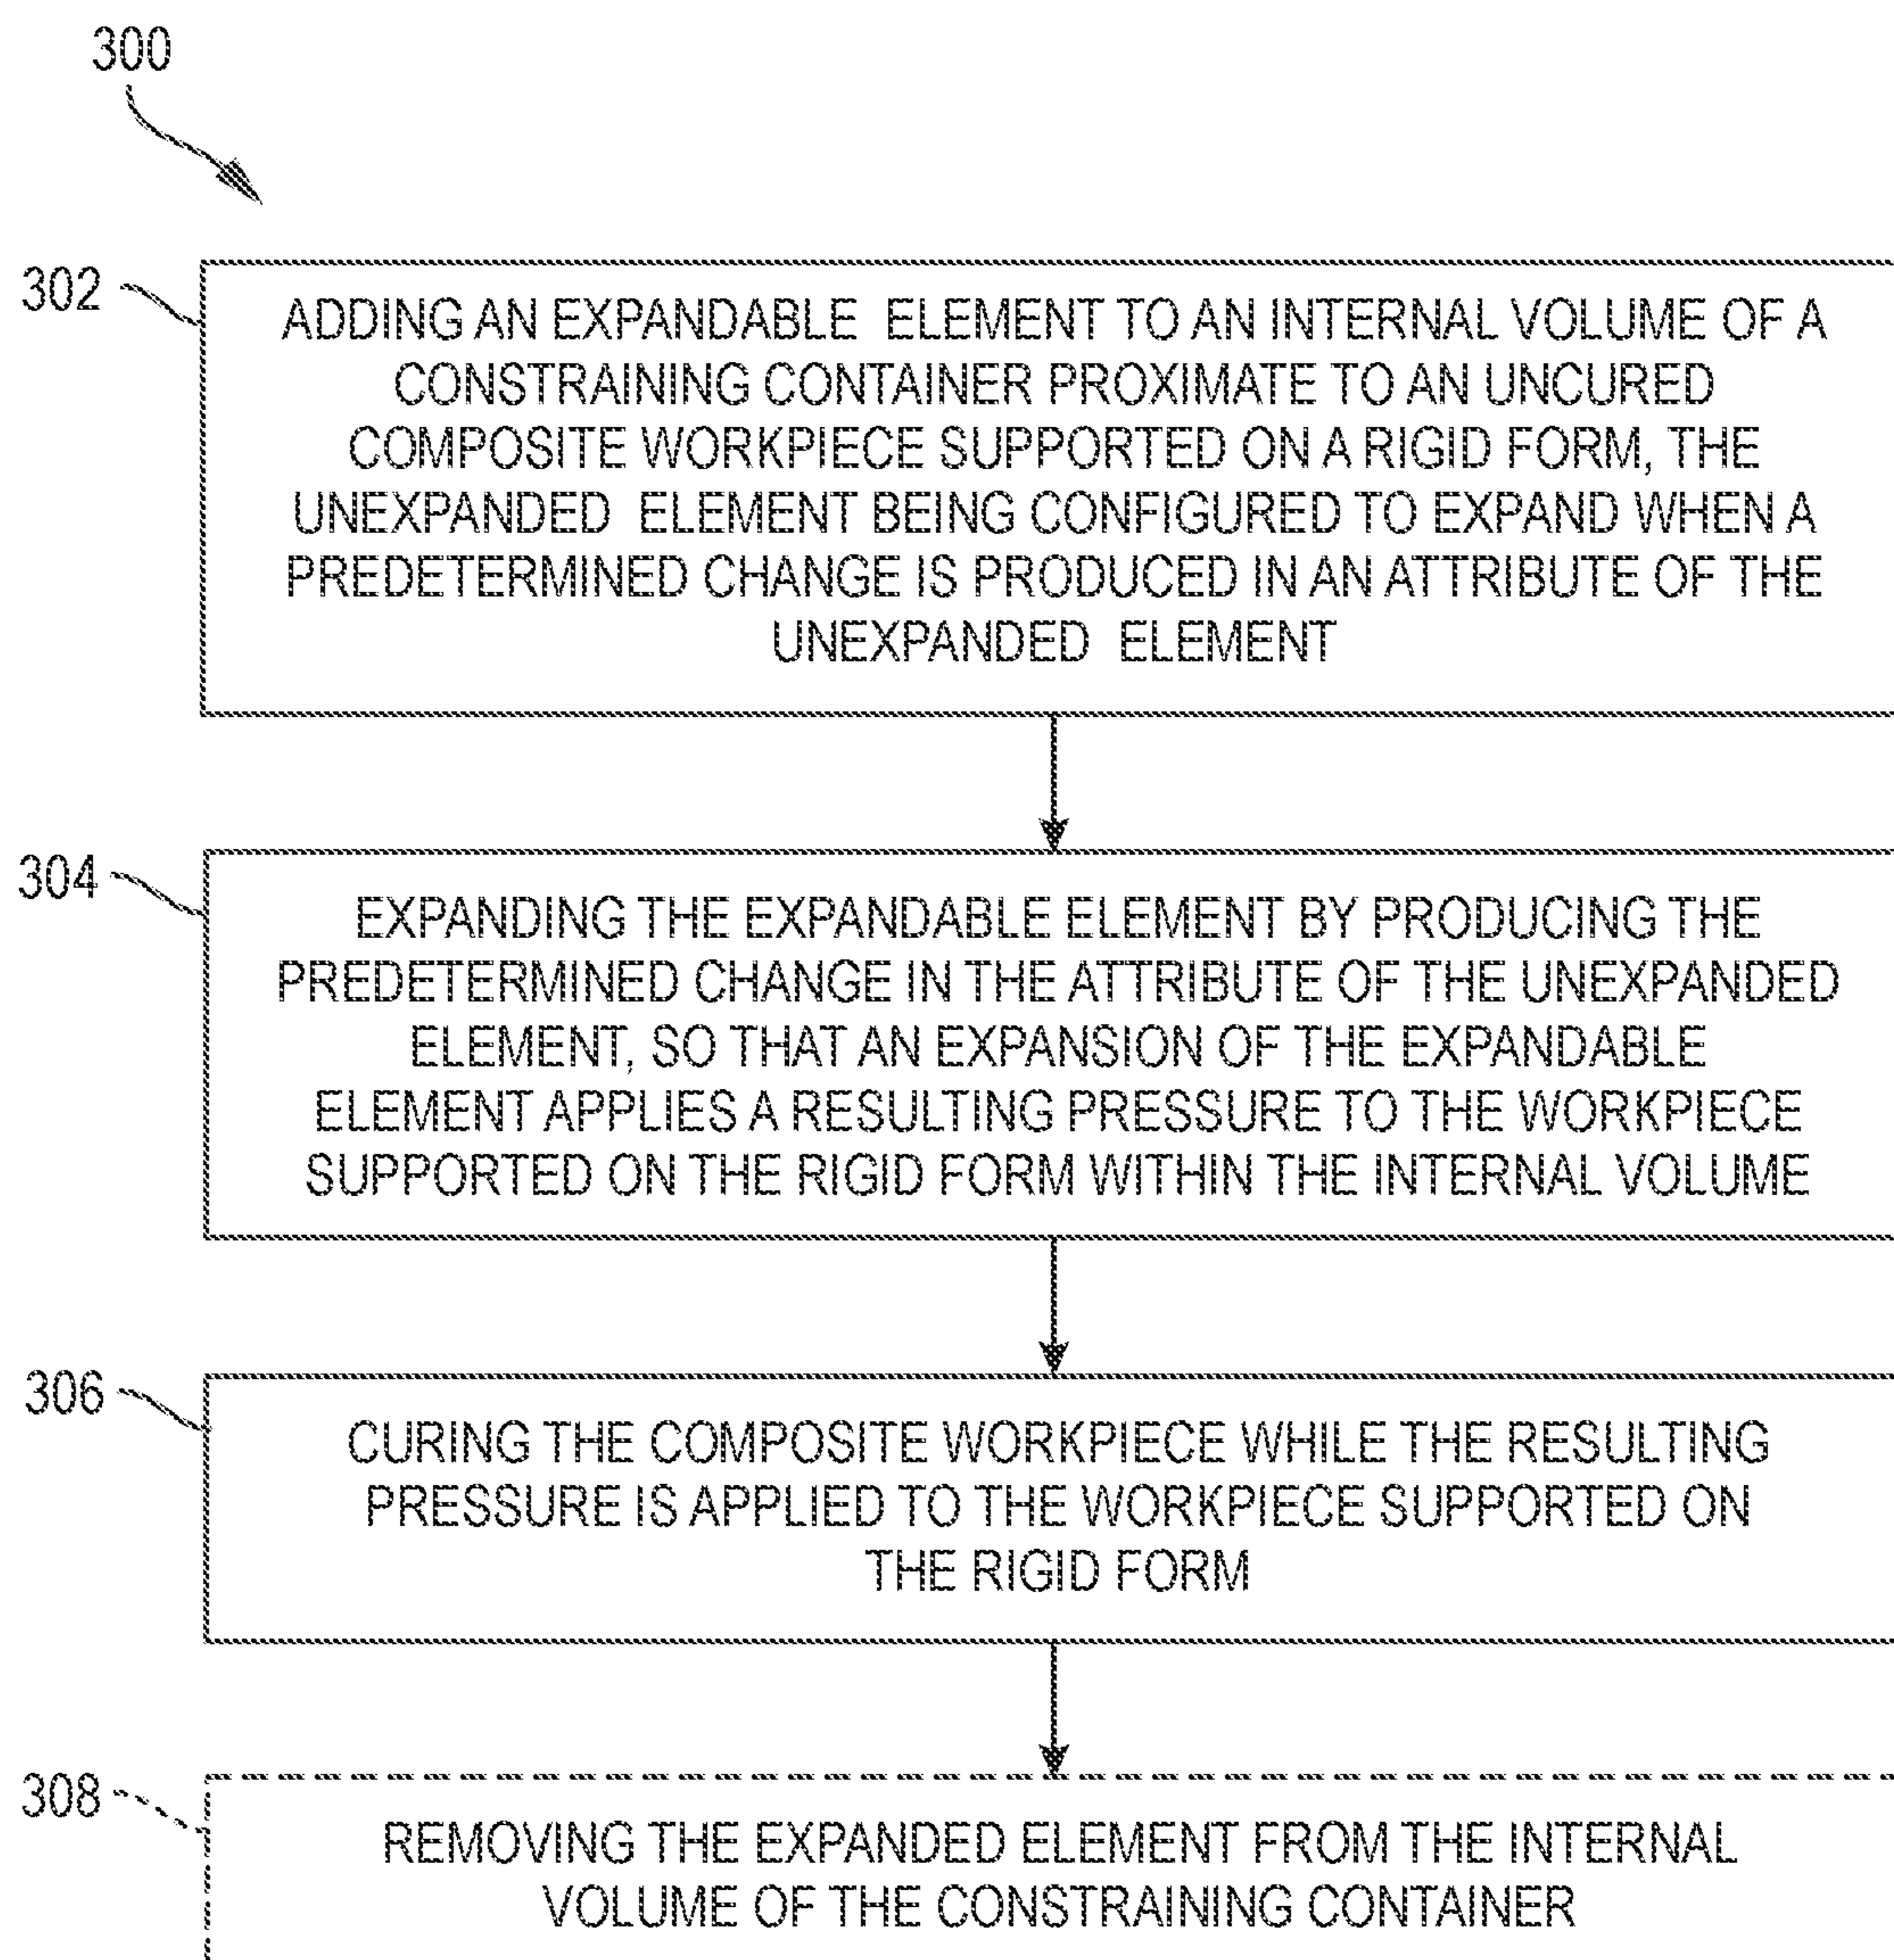 300
302
ADDING AN EXPANDABLE ELEMENT TO AN INTERNAL VOLUME OF A
CONSTRAINING CONTAINER PROXIMATE TO AN UNCURED
COMPOSITE WORKPIECE SUPPORTED ON A RIGID FORM, THE
UNEXPANDED ELEMENT BEING CONFIGURED TO EXPAND WHEN A
PREDETERMINED CHANGE IS PRODUCED IN AN ATTRIBUTE OF THE
UNEXPANDED ELEMENT
304
EXPANDING THE EXPANDABLE ELEMENT BY PRODUCING THE
PREDETERMINED CHANGE IN THE ATTRIBUTE OF THE UNEXPANDED
ELEMENT, SO THAT AN EXPANSION OF THE EXPANDABLE
ELEMENT APPLIES A RESULTING PRESSURE TO THE WORKPIECE
SUPPORTED ON THE RIGID FORM WITHIN THE INTERNAL VOLUME
306
CURING THE COMPOSITE WORKPIECE WHILE THE RESULTING
PRESSURE IS APPLIED TO THE WORKPIECE SUPPORTED ON
THE RIGID FORM
308
REMOVING THE EXPANDED ELEMENT FROM THE INTERNAL
VOLUME OF THE CONSTRAINING CONTAINER